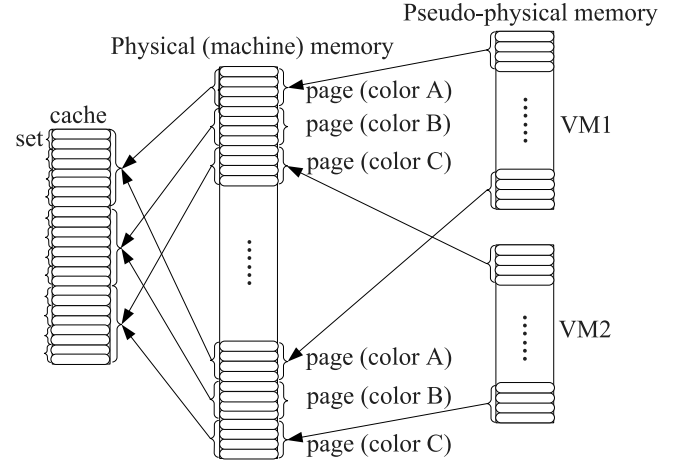 Pseudo-physical memory
Physical (machine) memory
cache
set
page (color A)
page (color B)
page (color C)
VM1
page (color A)
page (color B)
page (color C)
VM2